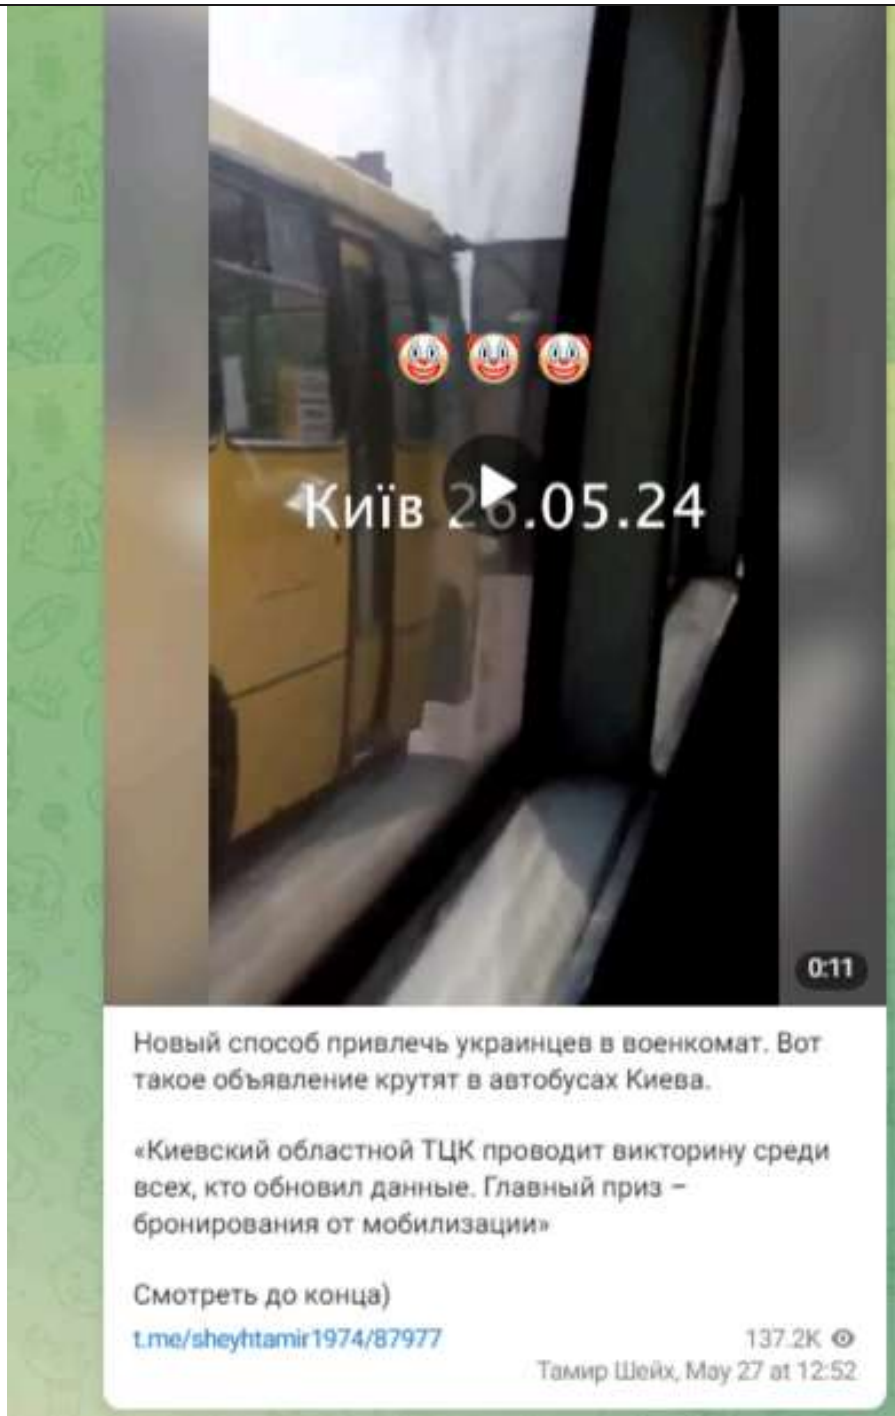 Київ 26.05.24
0:11
Новый способ привлечь украинцев в военкомат. Вот
такое объявление крутят в автобусах Киева.
«Киевский областной ТЦК проводит викторину среди
всех, кто обновил данные. Главный приз –
бронирования от мобилизации»
Смотреть до конца)
t.me/sheyhtamir1974/87977
137.2K
Тамир Шейх, May 27 at 12:52